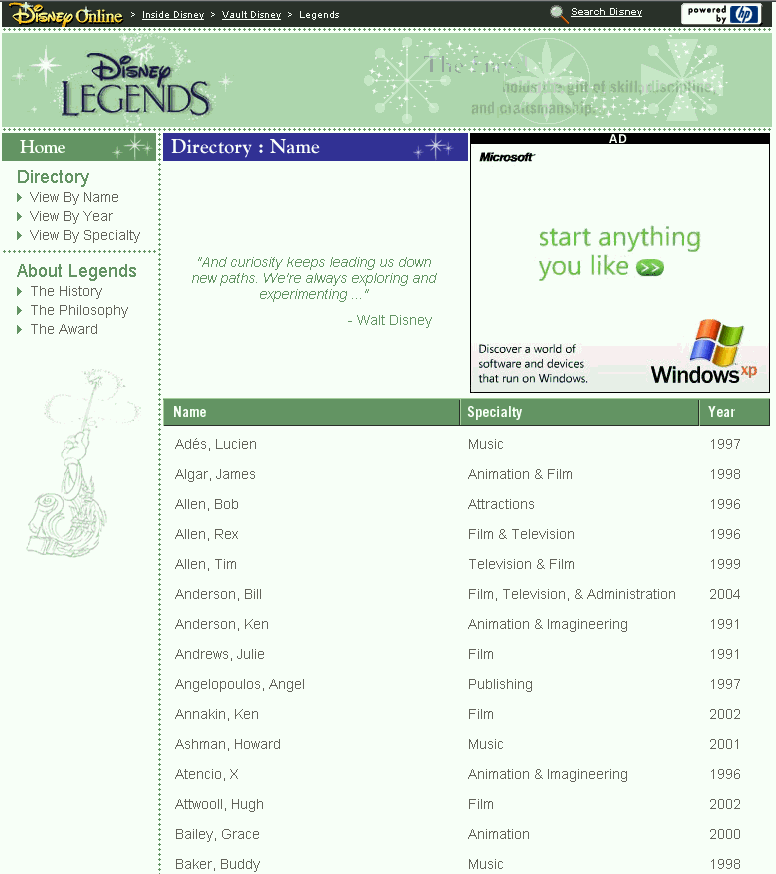 Disney Online > Inside Disney > Vault Disney > Legends
Search Disney
powered by hp
Disney
LEGENDS
holds the gift of skill, discipline,
and craftsmanship.
Home
Directory
View By Name
View By Year
View By Specialty
About Legends
The History
The Philosophy
The Award
Directory : Name
"And curiosity keeps leading us down
new paths. We're always exploring and
experimenting ..."
- Walt Disney
AD
Microsoft
start anything
you like >>
Discover a world of
software and devices
that run on Windows.
Windows xp
Name Specialty Year
Adés, Lucien Music 1997
Algar, James Animation & Film 1998
Allen, Bob Attractions 1996
Allen, Rex Film & Television 1996
Allen, Tim Television & Film 1999
Anderson, Bill Film, Television, & Administration 2004
Anderson, Ken Animation & Imagineering 1991
Andrews, Julie Film 1991
Angelopoulos, Angel Publishing 1997
Annakin, Ken Film 2002
Ashman, Howard Music 2001
Atencio, X Animation & Imagineering 1996
Attwooll, Hugh Film 2002
Bailey, Grace Animation 2000
Baker, Buddy Music 1998